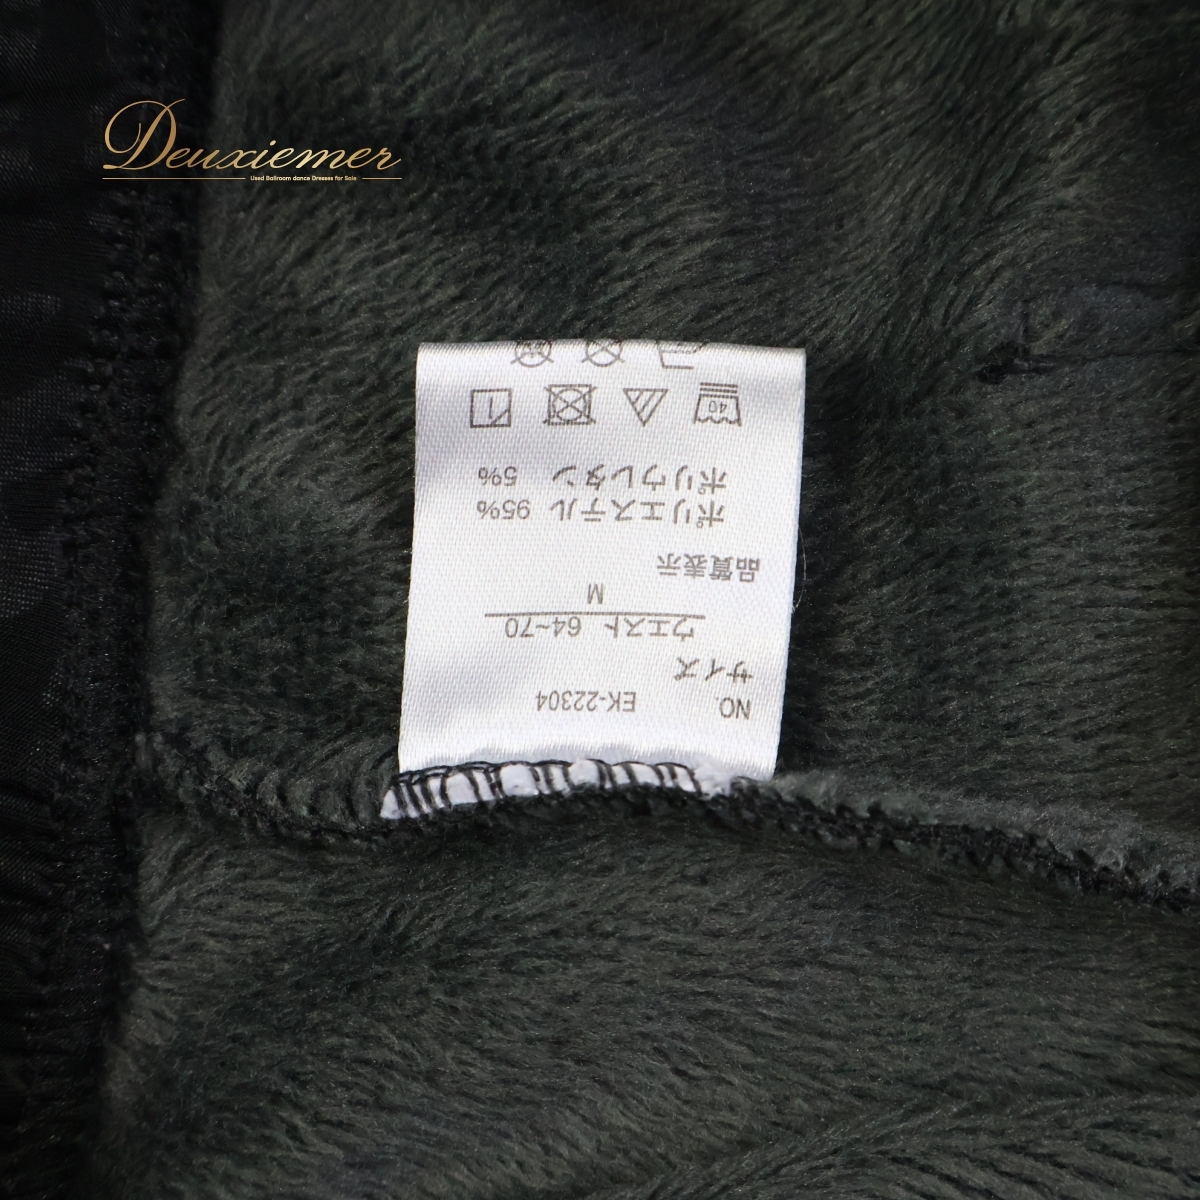 Deuxiemer
Used Ballroom dance Dresses for Sale
NO. EK-22304
サイズ
ウエスト 64~70
M
品質表示
ポリエステル 95%
ポリウレタン 5%
40